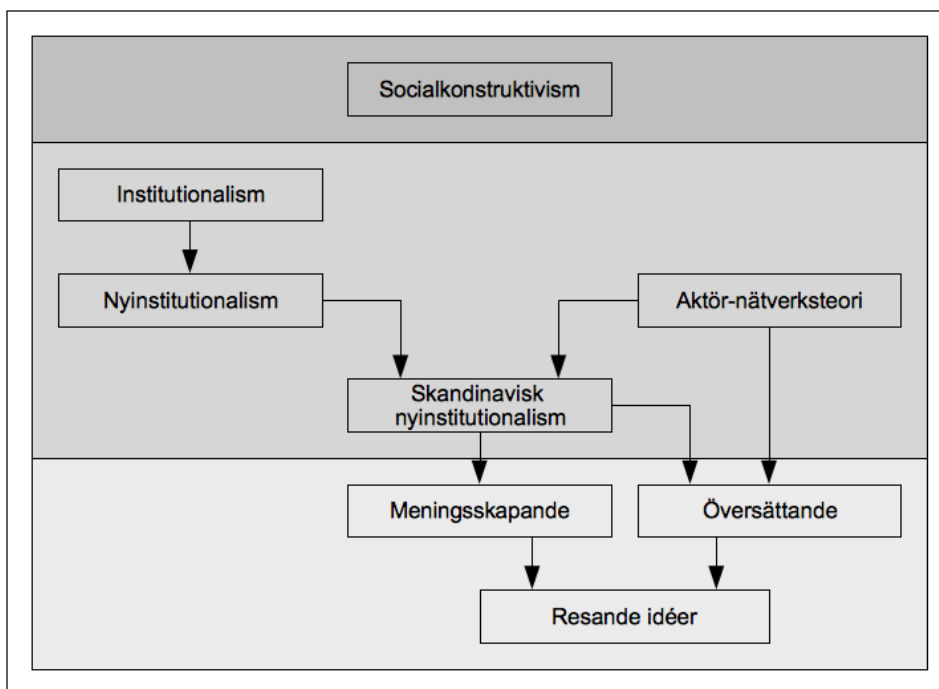 Socialkonstruktivism
Institutionalism
Nyinstitutionalism
Aktör-nätverksteori
Skandinavisk
nyinstitutionalism
Meningsskapande
Översättande
Resande idéer